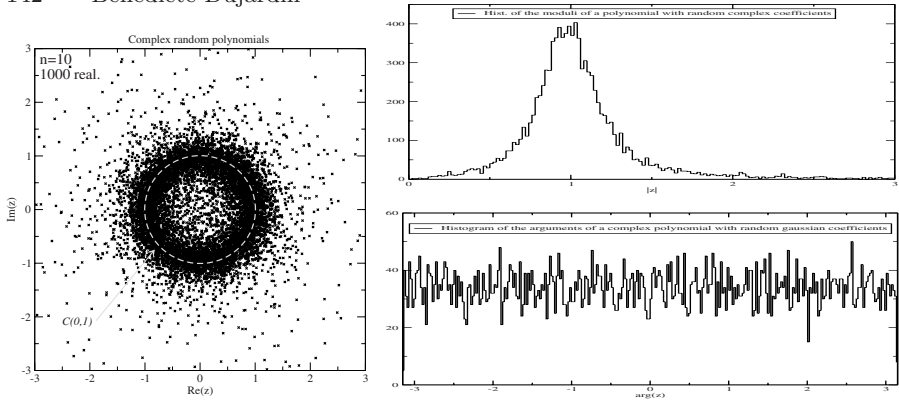 142 Bénédicte Dujardin
Complex random polynomials
n=10
1000 real.
3
2
1
0
-1
-2
-3
Im(z)
C(0,1)
-3 -2 -1 0 1 2 3
Re(z)
Hist. of the moduli of a polynomial with random complex coefficients
400
300
200
100
0
0 1 2 3
|z|
Histogram of the arguments of a complex polynomial with random gaussian coefficients
60
40
20
0
-3 -2 -1 0 1 2 3
arg(z)